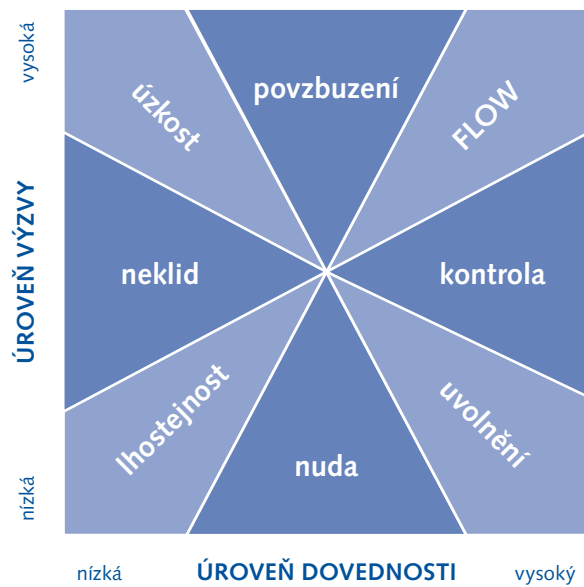 vysoká
úzkost
povzbuzení
FLOW
ÚROVEŇ VÝZVY
neklid
kontrola
lhostejnost
nuda
uvolnění
nízká
nízká
ÚROVEŇ DOVEDNOSTI
vysoký